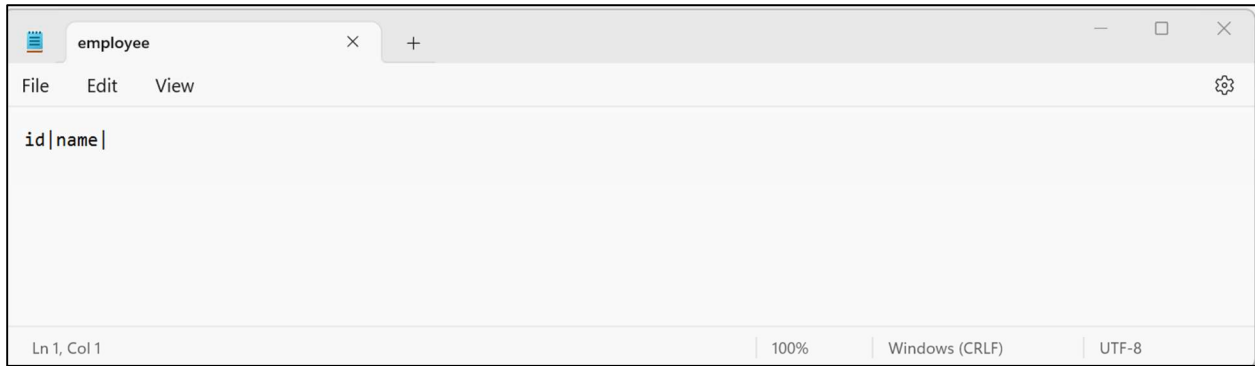 employee
File Edit View
id|name|
Ln 1, Col 1 100% Windows (CRLF) UTF-8